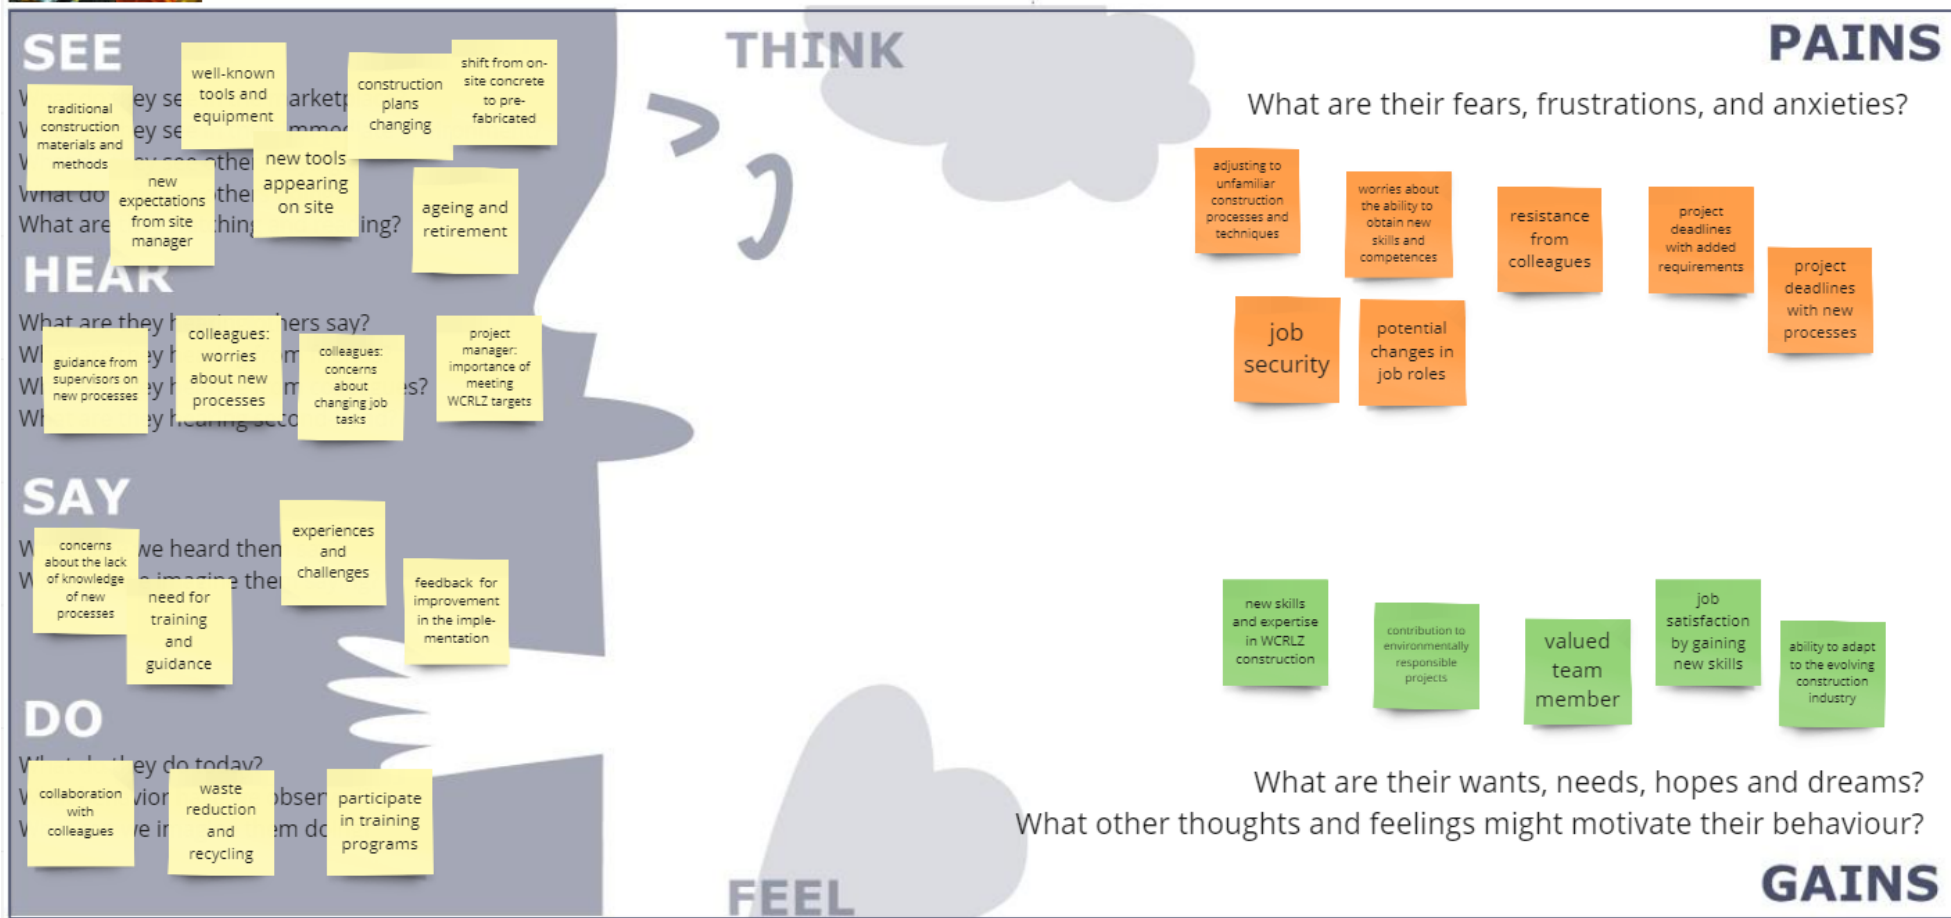 SEE
traditional
construction
materials and
methods
well-known
tools and
equipment
construction
plans
changing
shift from on-
site concrete
to pre-
fabricated
new
expectations
from site
manager
new tools
appearing
on site
ageing and
retirement
What are ing?
HEAR
What are they hers say?
guidance from
supervisors on
new processes
colleagues:
worries
about new
processes
colleagues:
concerns
about
changing job
tasks
project
manager:
importance of
meeting
WCRLZ targets
SAY
we heard
concerns
about the lack
of knowledge
of new
processes
need for
training
and
guidance
experiences
and
challenges
feedback for
improvement
in the imple-
mentation
DO
they do today?
collaboration
with
colleagues
waste
reduction
and
recycling
participate
in training
programs
THINK
FEEL
PAINS
What are their fears, frustrations, and anxieties?
adjusting to
unfamiliar
construction
processes and
techniques
worries about
the ability to
obtain new
skills and
competences
resistance
from
colleagues
project
deadlines
with added
requirements
project
deadlines
with new
processes
job
security
potential
changes in
job roles
new skills
and expertise
in WCRLZ
construction
contribution to
environmentally
responsible
projects
valued
team
member
job
satisfaction
by gaining
new skills
ability to adapt
to the evolving
construction
industry
What are their wants, needs, hopes and dreams?
What other thoughts and feelings might motivate their behaviour?
GAINS